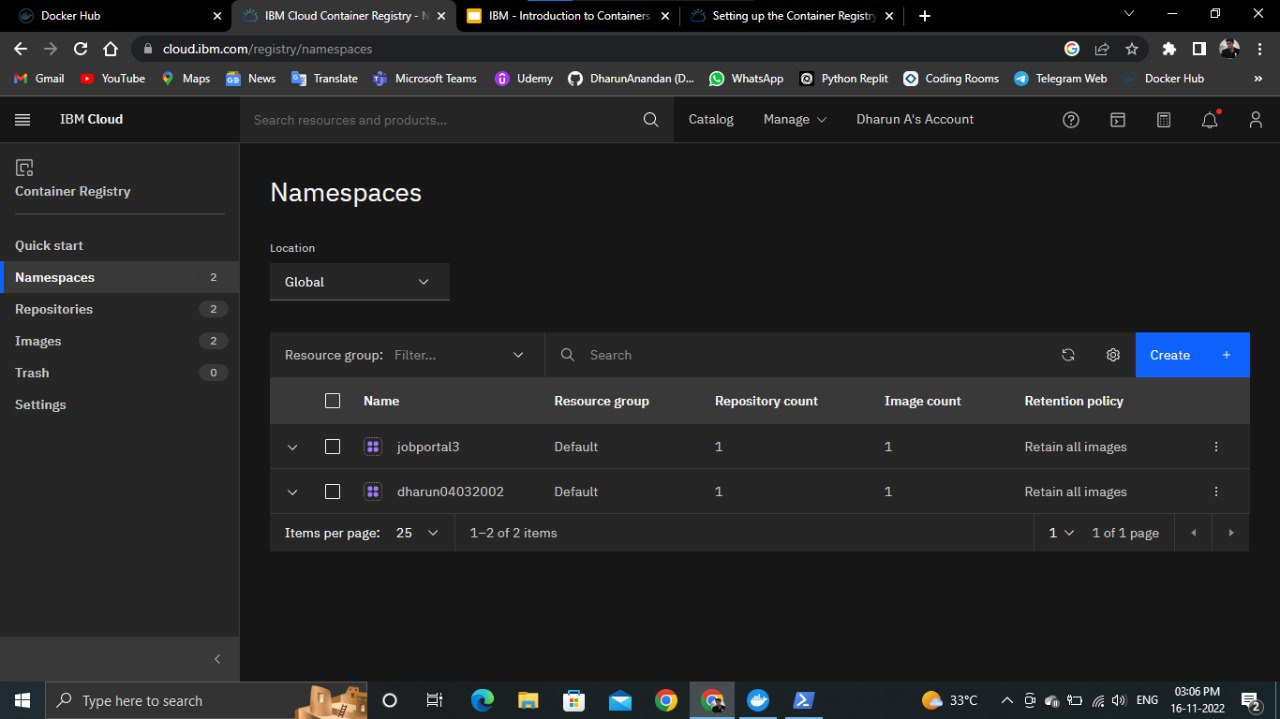 Docker Hub
IBM Cloud Container Registry - N
IBM - Introduction to Containers
Setting up the Container Registry
cloud.ibm.com/registry/namespaces
Gmail YouTube Maps News Translate Microsoft Teams Udemy DharunAnandan (D... WhatsApp Python Replit Coding Rooms Telegram Web Docker Hub »
IBM Cloud
Search resources and products...
Catalog Manage Dharun A's Account
Container Registry
Quick start
Namespaces 2
Repositories 2
Images 2
Trash 0
Settings
Namespaces
Location
Global
Resource group: Filter... Search Create +
Name Resource group Repository count Image count Retention policy
jobportal3 Default 1 1 Retain all images
dharun04032002 Default 1 1 Retain all images
Items per page: 25 1–2 of 2 items 1 1 of 1 page
Type here to search
33°C
ENG
03:06 PM
16-11-2022
2